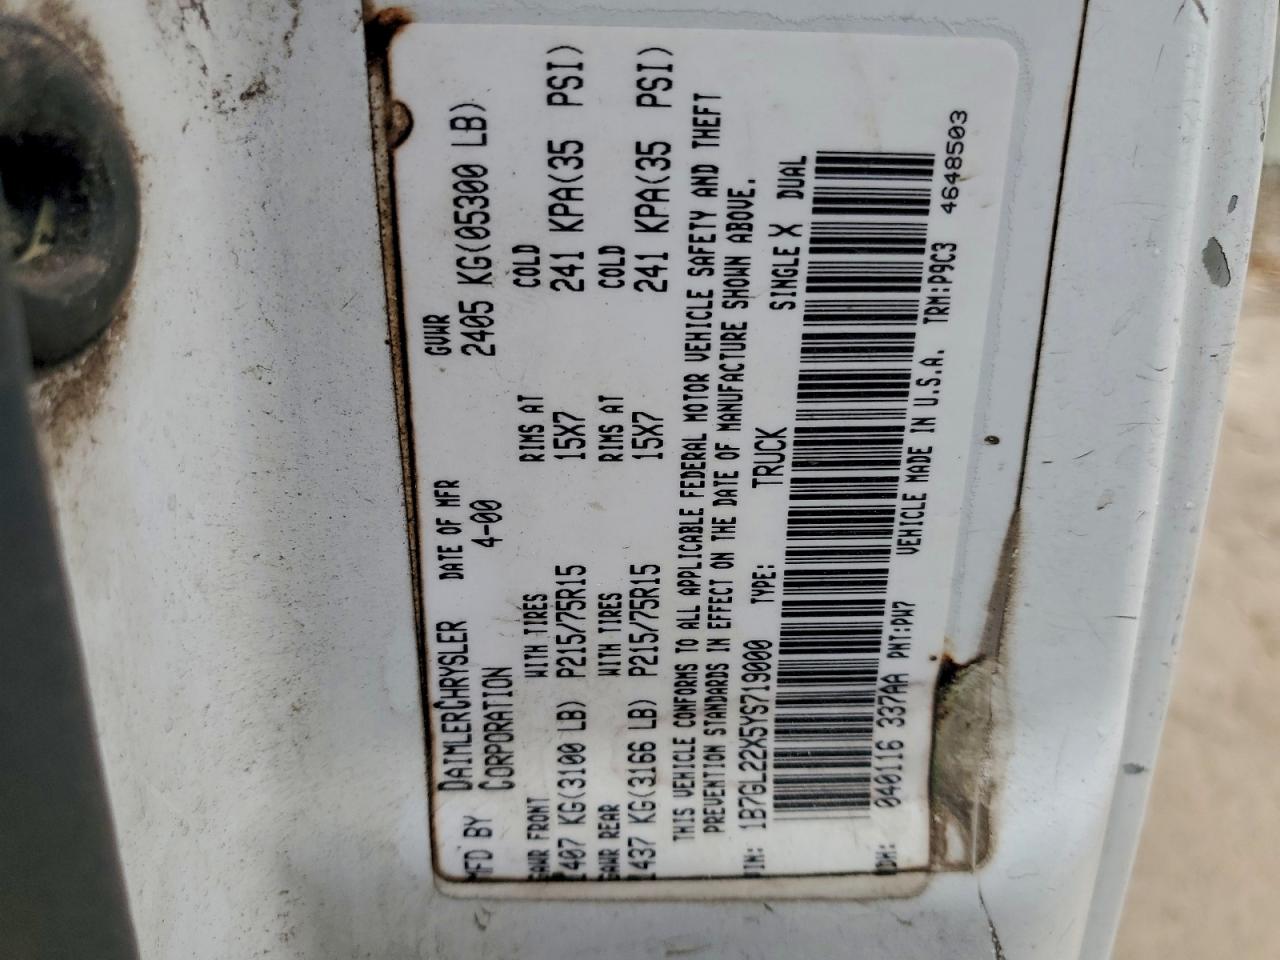 MFD BY DAIMLERCHRYSLER DATE OF MFR GVWR
CORPORATION 4-00 2405 KG(05300 LB)
GAWR FRONT WITH TIRES RIMS AT COLD
1407 KG(3100 LB) P215/75R15 15X7 241 KPA(35 PSI)
GAWR REAR WITH TIRES RIMS AT COLD
1437 KG(3166 LB) P215/75R15 15X7 241 KPA(35 PSI)
THIS VEHICLE CONFORMS TO ALL APPLICABLE FEDERAL MOTOR VEHICLE SAFETY AND THEFT
PREVENTION STANDARDS IN EFFECT ON THE DATE OF MANUFACTURE SHOWN ABOVE.
VIN: 1B7GL22X5YS719000 TYPE: TRUCK SINGLE X DUAL
MDH: 040116 337AA PNT:PW7 VEHICLE MADE IN U.S.A. TRM:P9C3 4648503